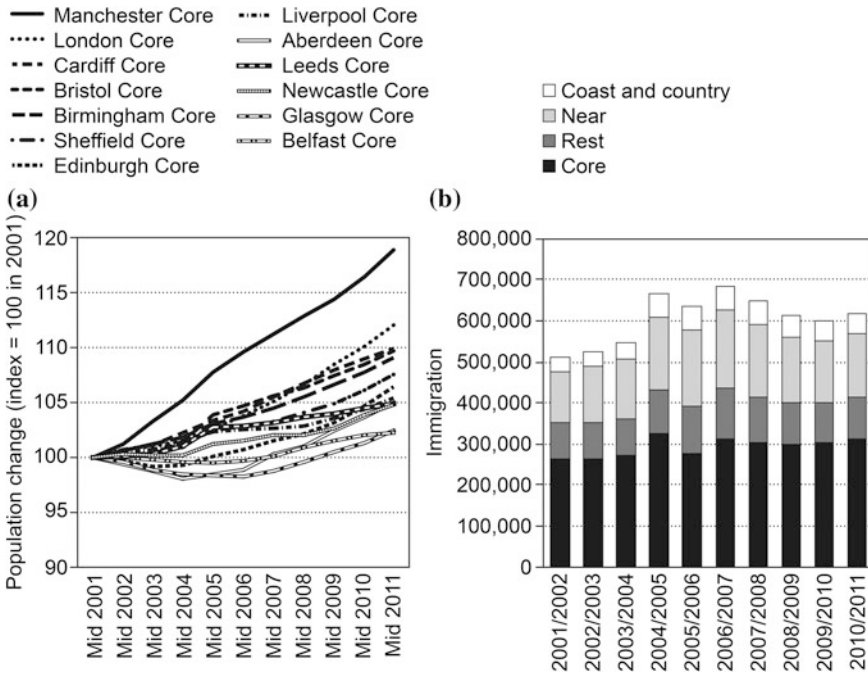 Manchester Core
London Core
Cardiff Core
Bristol Core
Birmingham Core
Sheffield Core
Edinburgh Core
Liverpool Core
Aberdeen Core
Leeds Core
Newcastle Core
Glasgow Core
Belfast Core
Coast and country
Near
Rest
Core
(a)
Population change (index = 100 in 2001)
120
115
110
105
100
95
90
Mid 2001
Mid 2002
Mid 2003
Mid 2004
Mid 2005
Mid 2006
Mid 2007
Mid 2008
Mid 2009
Mid 2010
Mid 2011
(b)
Immigration
800,000
700,000
600,000
500,000
400,000
300,000
200,000
100,000
0
2001/2002
2002/2003
2003/2004
2004/2005
2005/2006
2006/2007
2007/2008
2008/2009
2009/2010
2010/2011